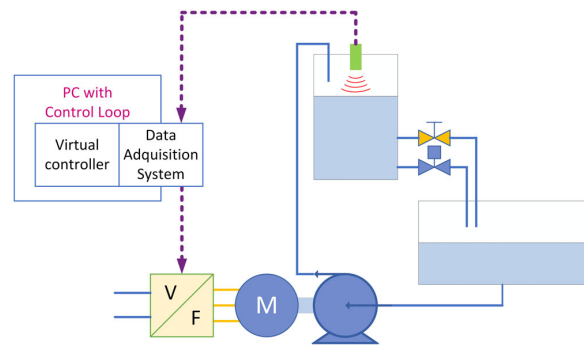 PC with
Control Loop
Virtual
controller
Data
Adquisition
System
V
F
M